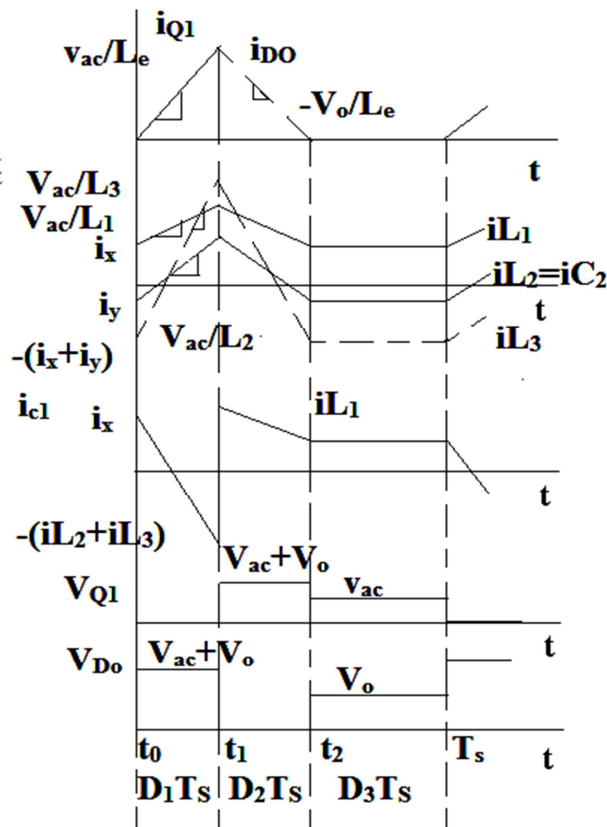 iQ1
vac/Le
iDO
-Vo/Le
t
Vac/L3
Vac/L1
ix
iL1
iL2=iC2
iy
t
Vac/L2
iL3
-(ix+iy)
ic1
ix
iL1
t
-(iL2+iL3)
Vac+Vo
VQ1
vac
t
VDo
Vac+Vo
Vo
t0
t1
t2
Ts
t
D1TS
D2TS
D3TS